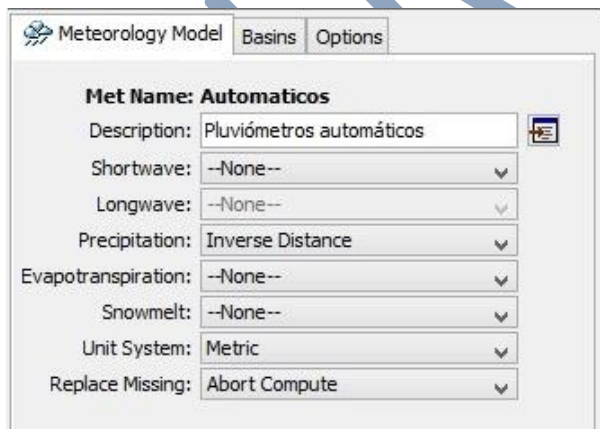 Meteorology Model Basins Options
Met Name: Automaticos
Description: Pluviómetros automáticos
Shortwave: --None--
Longwave: --None--
Precipitation: Inverse Distance
Evapotranspiration: --None--
Snowmelt: --None--
Unit System: Metric
Replace Missing: Abort Compute